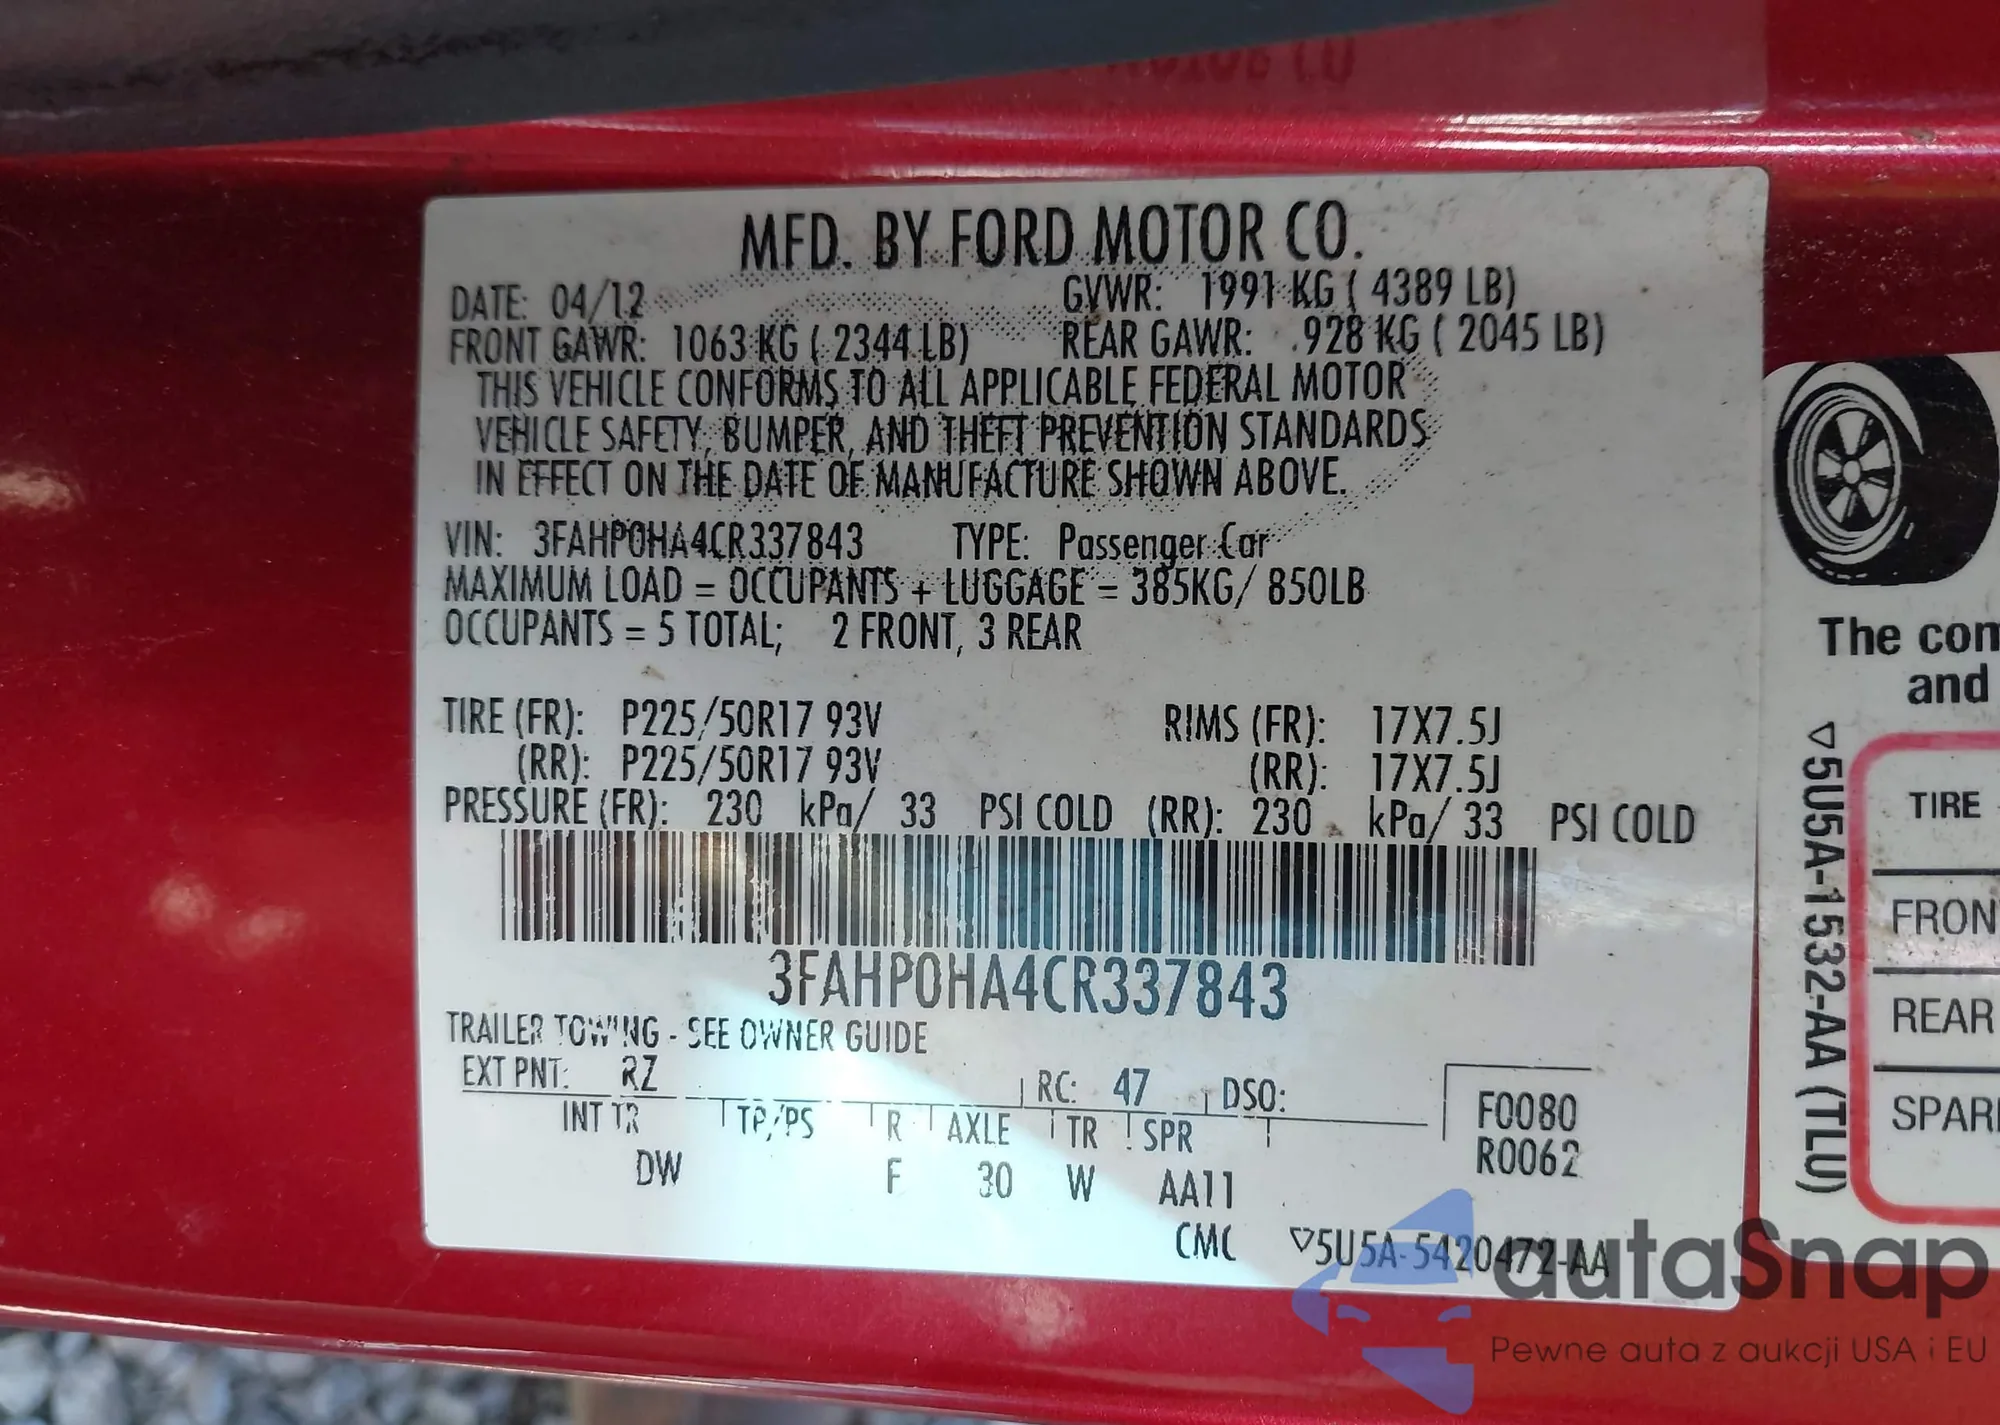 MOTOR CO
MFD. BY FORD MOTOR CO.
DATE: 04/12 GVWR: 1991 KG ( 4389 LB)
FRONT GAWR: 1063 KG ( 2344 LB) REAR GAWR: 928 KG ( 2045 LB)
THIS VEHICLE CONFORMS TO ALL APPLICABLE FEDERAL MOTOR
VEHICLE SAFETY, BUMPER, AND THEFT PREVENTION STANDARDS
IN EFFECT ON THE DATE OF MANUFACTURE SHOWN ABOVE.
VIN: 3FAHP0HA4CR337843 TYPE: Passenger Car
MAXIMUM LOAD = OCCUPANTS + LUGGAGE = 385KG/ 850LB
OCCUPANTS = 5 TOTAL; 2 FRONT, 3 REAR
TIRE (FR): P225/50R17 93V RIMS (FR): 17X7.5J
(RR): P225/50R17 93V (RR): 17X7.5J
PRESSURE (FR): 230 kPa/ 33 PSI COLD (RR): 230 kPa/ 33 PSI COLD
3FAHP0HA4CR337843
TRAILER TOWING - SEE OWNER GUIDE
EXT PNT: RZ RC: 47 DSO:
INT TR TP/PS R AXLE TR SPR
DW F 30 W AA11
F0080
R0062
CMC ▽5U5A-5420472-AA
The com
and
▽5U5A-1532-AA (TLU)
TIRE
FRON
REAR
SPAR
autaSnap
Pewne auta z aukcji USA i EU